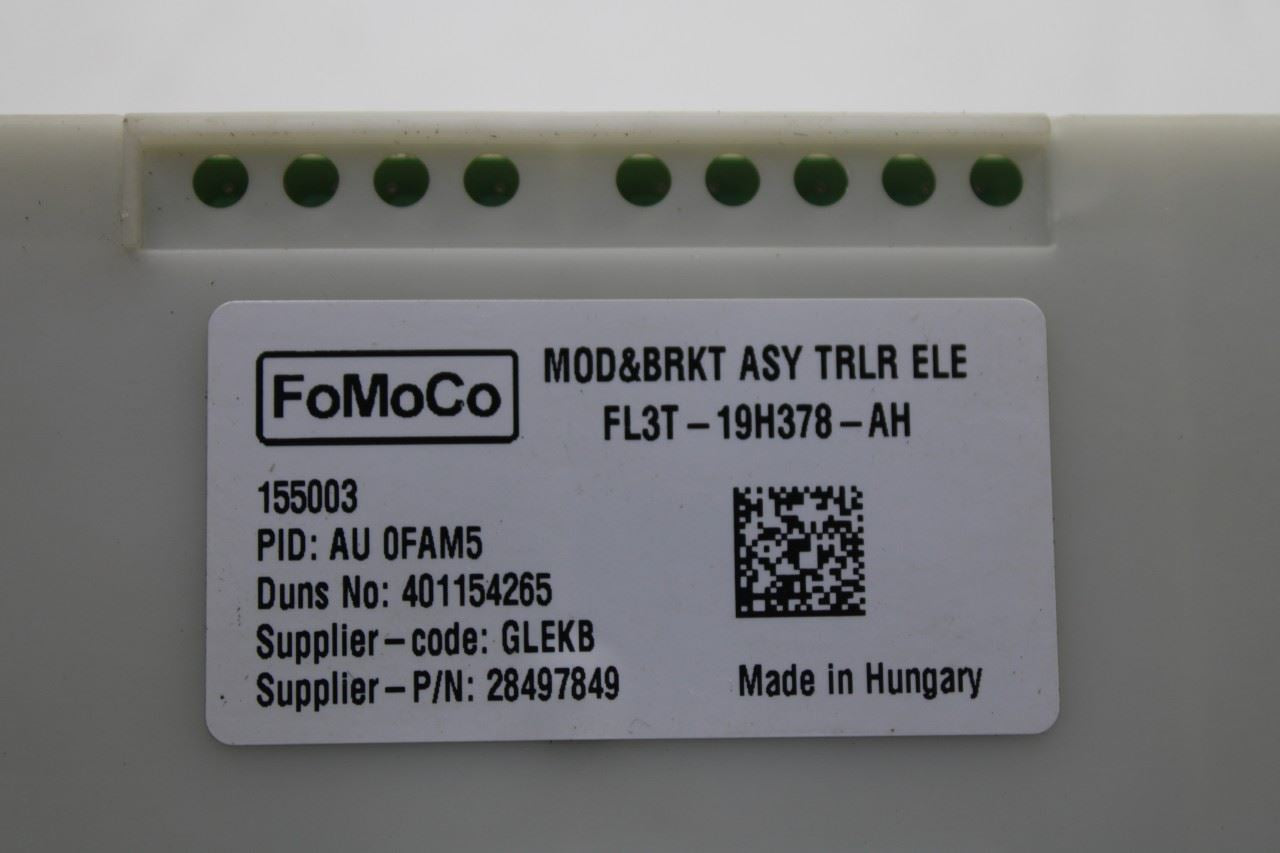 FoMoCo
MOD&BRKT ASY TRLR ELE
FL3T-19H378-AH
155003
PID: AU 0FAM5
Duns No: 401154265
Supplier-code: GLEKB
Supplier-P/N: 28497849
Made in Hungary